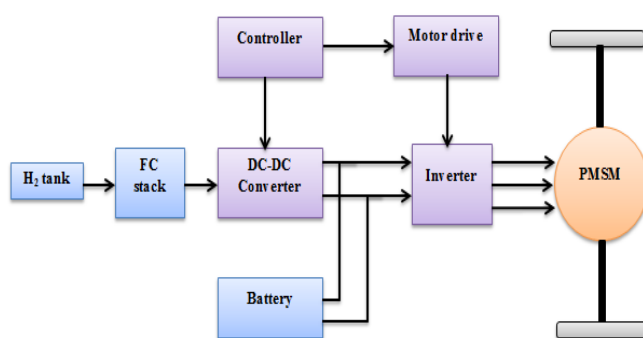 Controller
Motor drive
H₂ tank
FC
stack
DC-DC
Converter
Inverter
PMSM
Battery